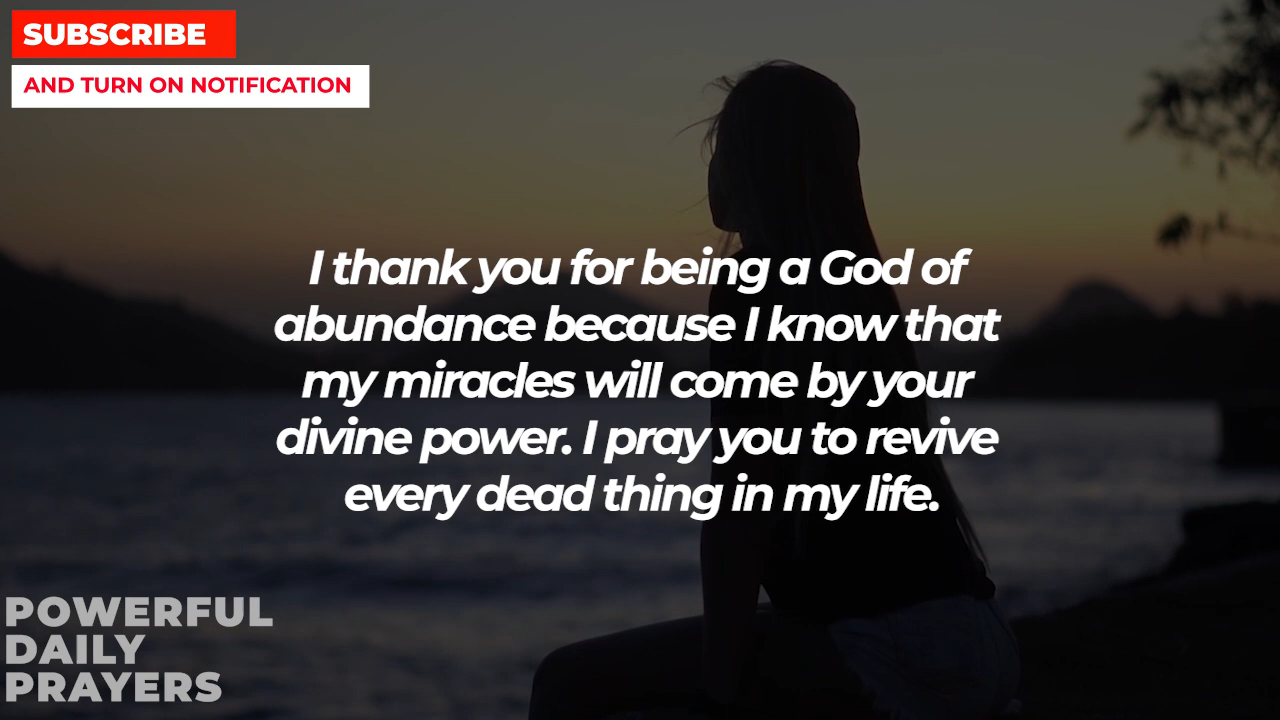 SUBSCRIBE
AND TURN ON NOTIFICATION
I thank you for being a God of
abundance because I know that
my miracles will come by your
divine power. I pray you to revive
every dead thing in my life.
POWERFUL
DAILY
PRAYERS